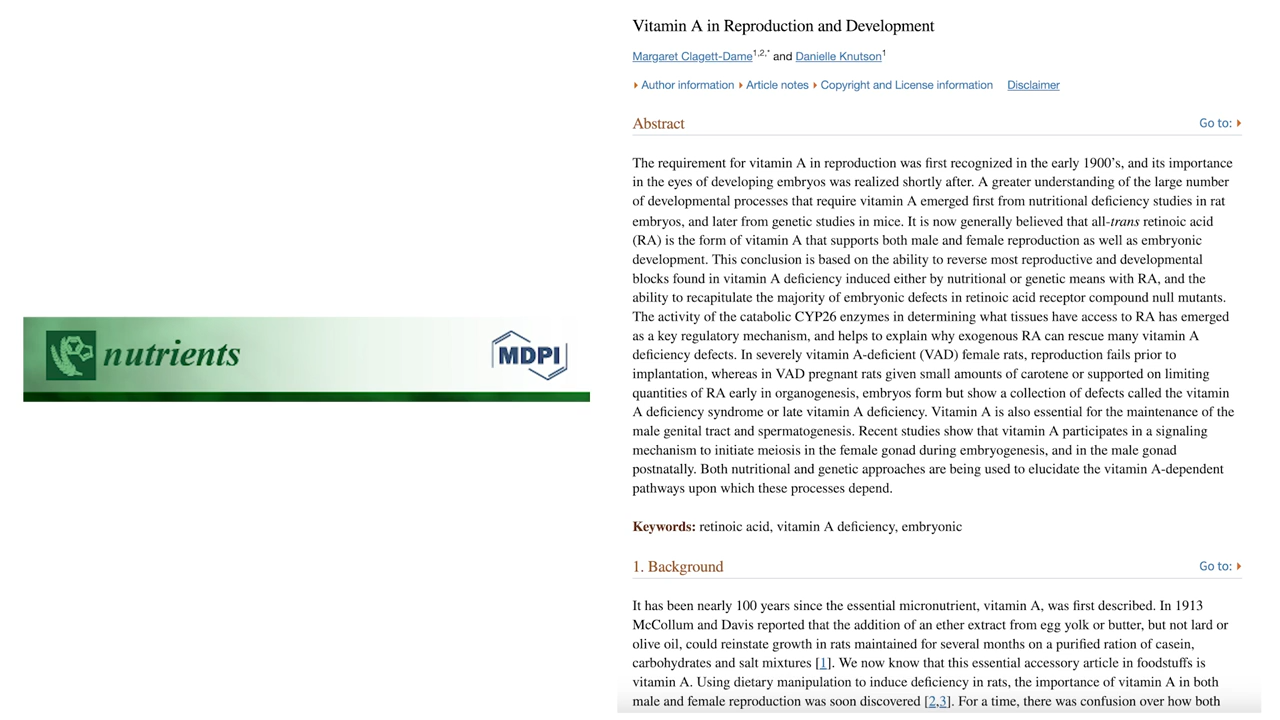 nutrients
MDPI
Vitamin A in Reproduction and Development
Margaret Clagett-Dame1,2,* and Danielle Knutson1
Author information Article notes Copyright and License information Disclaimer
Abstract Go to:
The requirement for vitamin A in reproduction was first recognized in the early 1900’s, and its importance
in the eyes of developing embryos was realized shortly after. A greater understanding of the large number
of developmental processes that require vitamin A emerged first from nutritional deficiency studies in rat
embryos, and later from genetic studies in mice. It is now generally believed that all-trans retinoic acid
(RA) is the form of vitamin A that supports both male and female reproduction as well as embryonic
development. This conclusion is based on the ability to reverse most reproductive and developmental
blocks found in vitamin A deficiency induced either by nutritional or genetic means with RA, and the
ability to recapitulate the majority of embryonic defects in retinoic acid receptor compound null mutants.
The activity of the catabolic CYP26 enzymes in determining what tissues have access to RA has emerged
as a key regulatory mechanism, and helps to explain why exogenous RA can rescue many vitamin A
deficiency defects. In severely vitamin A-deficient (VAD) female rats, reproduction fails prior to
implantation, whereas in VAD pregnant rats given small amounts of carotene or supported on limiting
quantities of RA early in organogenesis, embryos form but show a collection of defects called the vitamin
A deficiency syndrome or late vitamin A deficiency. Vitamin A is also essential for the maintenance of the
male genital tract and spermatogenesis. Recent studies show that vitamin A participates in a signaling
mechanism to initiate meiosis in the female gonad during embryogenesis, and in the male gonad
postnatally. Both nutritional and genetic approaches are being used to elucidate the vitamin A-dependent
pathways upon which these processes depend.
Keywords: retinoic acid, vitamin A deficiency, embryonic
1. Background Go to:
It has been nearly 100 years since the essential micronutrient, vitamin A, was first described. In 1913
McCollum and Davis reported that the addition of an ether extract from egg yolk or butter, but not lard or
olive oil, could reinstate growth in rats maintained for several months on a purified ration of casein,
carbohydrates and salt mixtures [1]. We now know that this essential accessory article in foodstuffs is
vitamin A. Using dietary manipulation to induce deficiency in rats, the importance of vitamin A in both
male and female reproduction was soon discovered [2,3]. For a time, there was confusion over how both